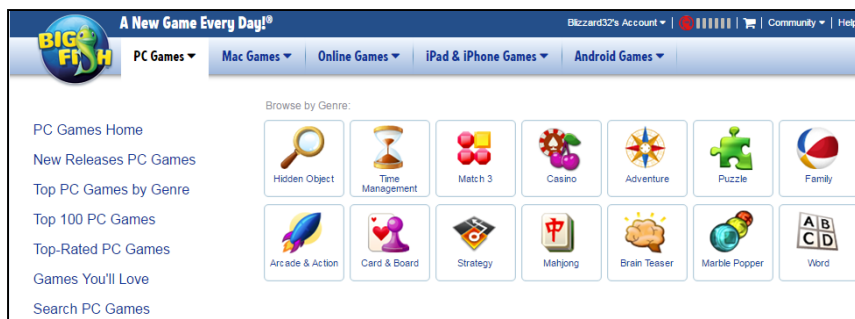 BIG FISH
A New Game Every Day!®
Blizzard32's Account
Community
Help
PC Games
Mac Games
Online Games
iPad & iPhone Games
Android Games
PC Games Home
New Releases PC Games
Top PC Games by Genre
Top 100 PC Games
Top-Rated PC Games
Games You'll Love
Search PC Games
Browse by Genre:
Hidden Object
Time
Management
Match 3
Casino
Adventure
Puzzle
Family
Arcade & Action
Card & Board
Strategy
中
Mahjong
Brain Teaser
Marble Popper
A B
C D
Word